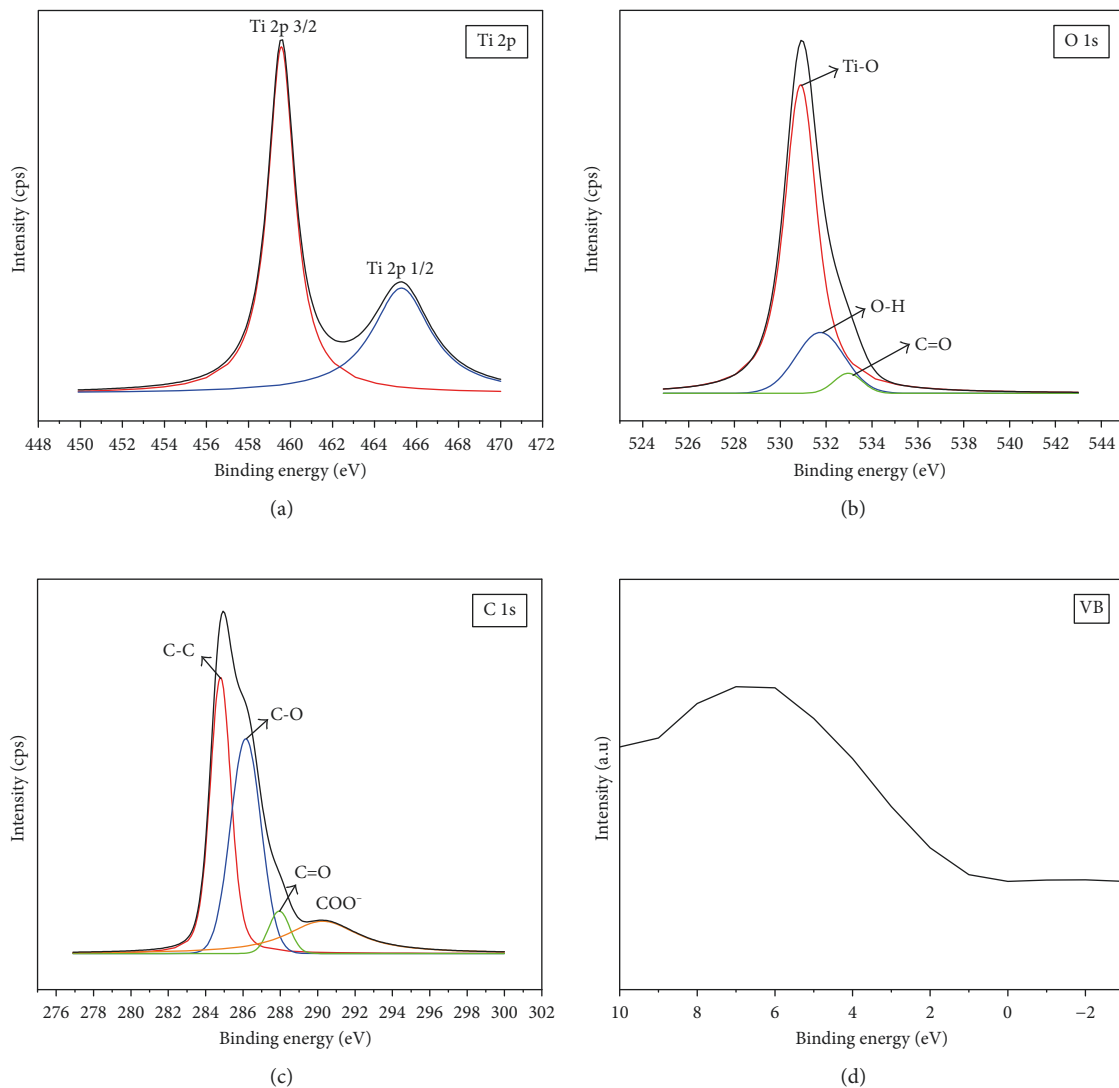 Ti 2p 3/2
Ti 2p
Ti 2p 1/2
Intensity (cps)
448 450 452 454 456 458 460 462 464 465 468 470 472
Binding energy (eV)
(a)
O 1s
Ti-O
O-H
C=O
Intensity (cps)
524 526 528 530 532 534 536 538 540 542 544
Binding energy (eV)
(b)
C 1s
C-C
C-O
C=O
COO⁻
Intensity (cps)
276 278 280 282 284 285 286 288 290 292 294 296 298 300 302
Binding energy (eV)
(c)
VB
Intensity (a.u)
10 8 6 4 2 0 −2
Binding energy (eV)
(d)